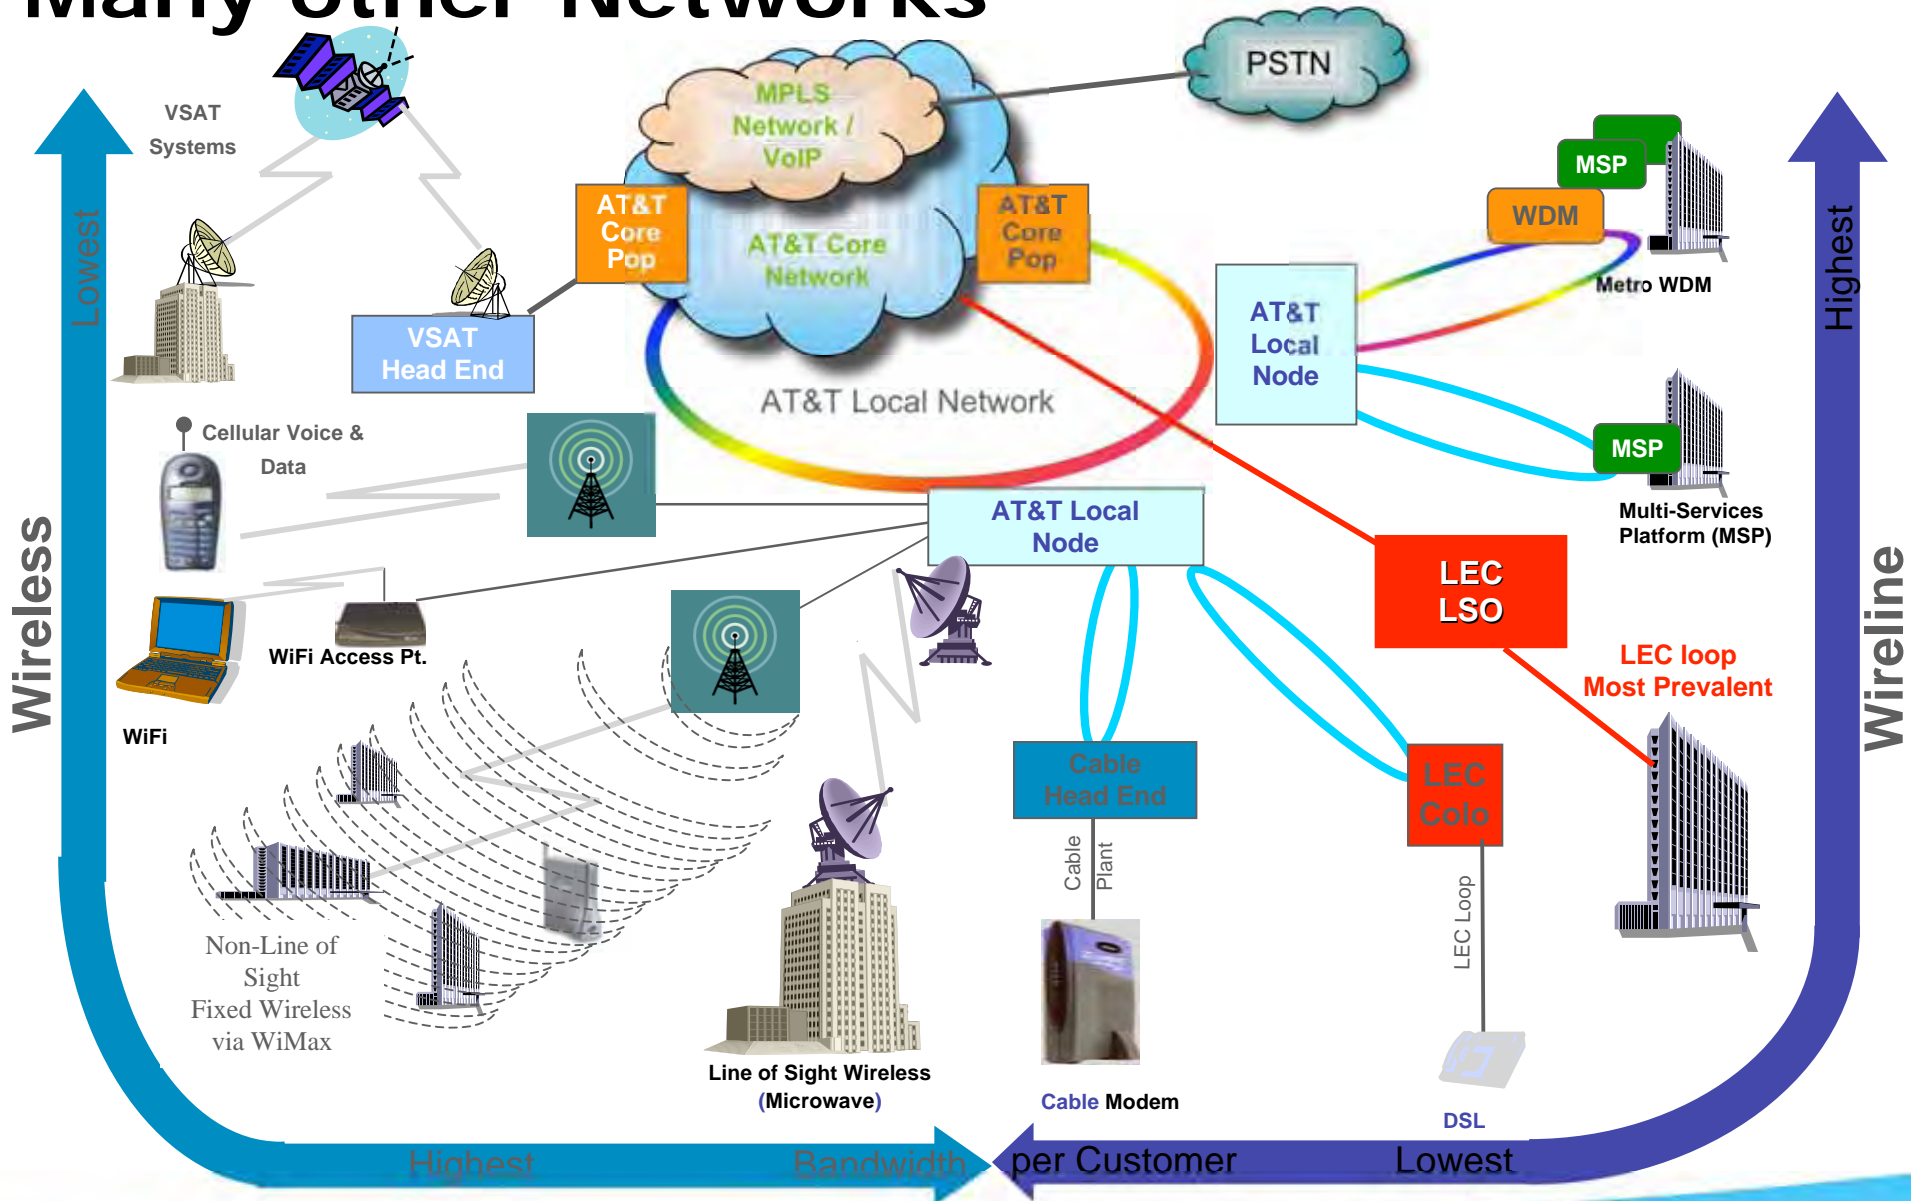 Many other Networks
VSAT
Systems
MPLS
Network /
VoIP
PSTN
AT&T
Core
Pop
AT&T Core
Network
AT&T
Core
Pop
MSP
WDM
Metro WDM
Lowest
Highest
VSAT
Head End
AT&T
Local
Node
AT&T Local Network
Cellular Voice &
Data
MSP
Multi-Services
Platform (MSP)
AT&T Local
Node
Wireless
Wireline
LEC
LSO
WiFi Access Pt.
WiFi
LEC loop
Most Prevalent
Cable
Head End
LEC
Colo
Cable
Plant
LEC Loop
Non-Line of
Sight
Fixed Wireless
via WiMax
Line of Sight Wireless
(Microwave)
Cable Modem
DSL
Highest
Bandwidth per Customer
Lowest